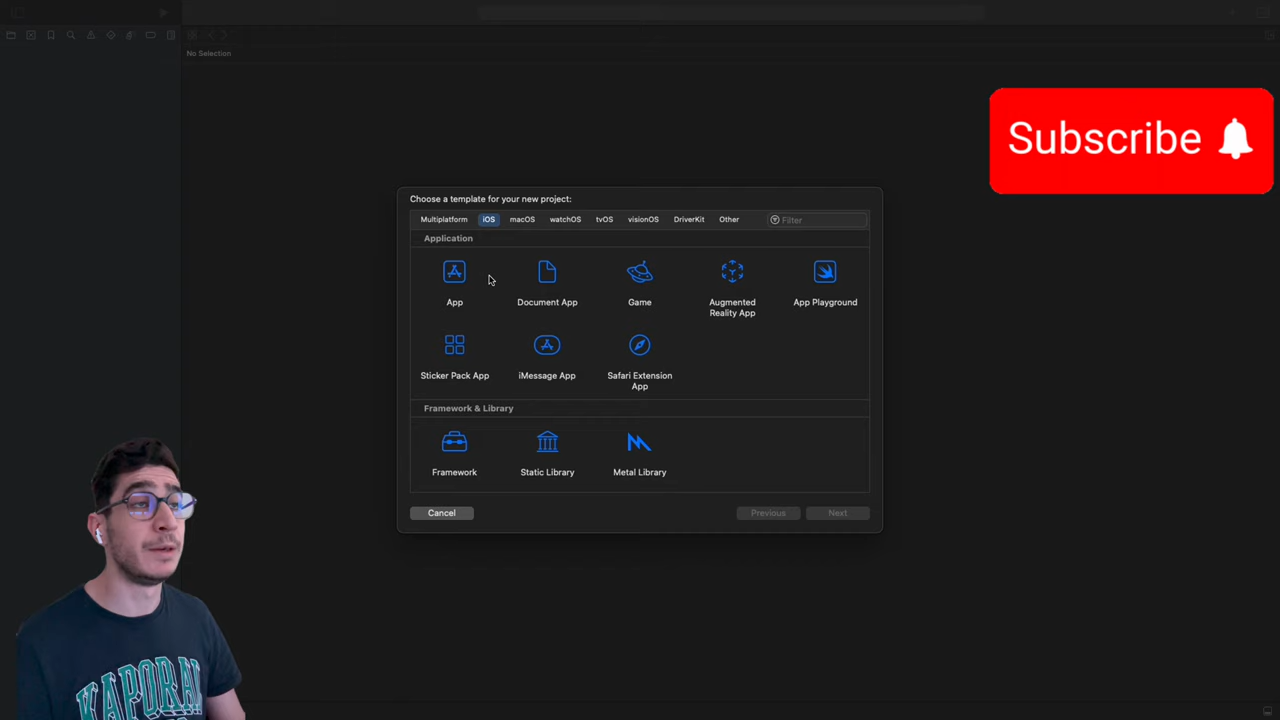 No Selection
Subscribe
Choose a template for your new project:
Multiplatform iOS macOS watchOS tvOS visionOS DriverKit Other Filter
Application
App Document App Game Augmented Reality App App Playground
Sticker Pack App iMessage App Safari Extension App
Framework & Library
Framework Static Library Metal Library
Cancel Previous Next
KAPORAL